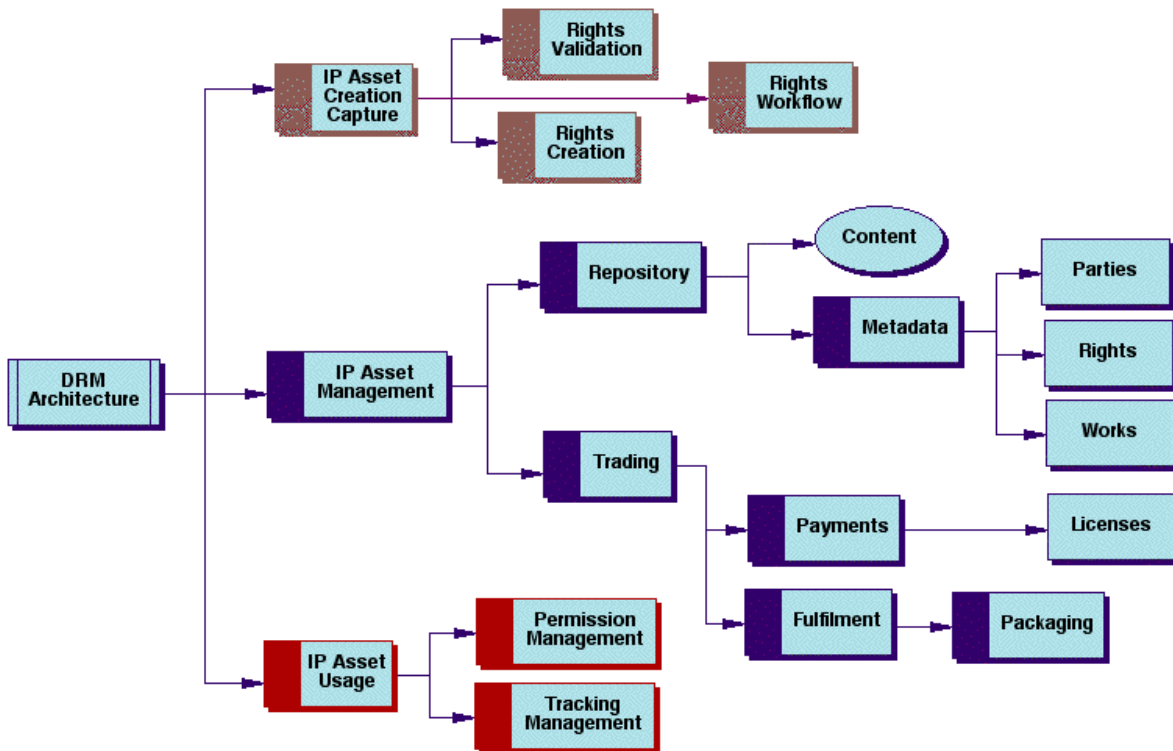 Rights
Validation
IP Asset
Creation
Capture
Rights
Workflow
Rights
Creation
Content
Repository
Parties
Metadata
Rights
DRM
Architecture
IP Asset
Management
Works
Trading
Payments
Licenses
Fulfilment
Packaging
Permission
Management
IP Asset
Usage
Tracking
Management